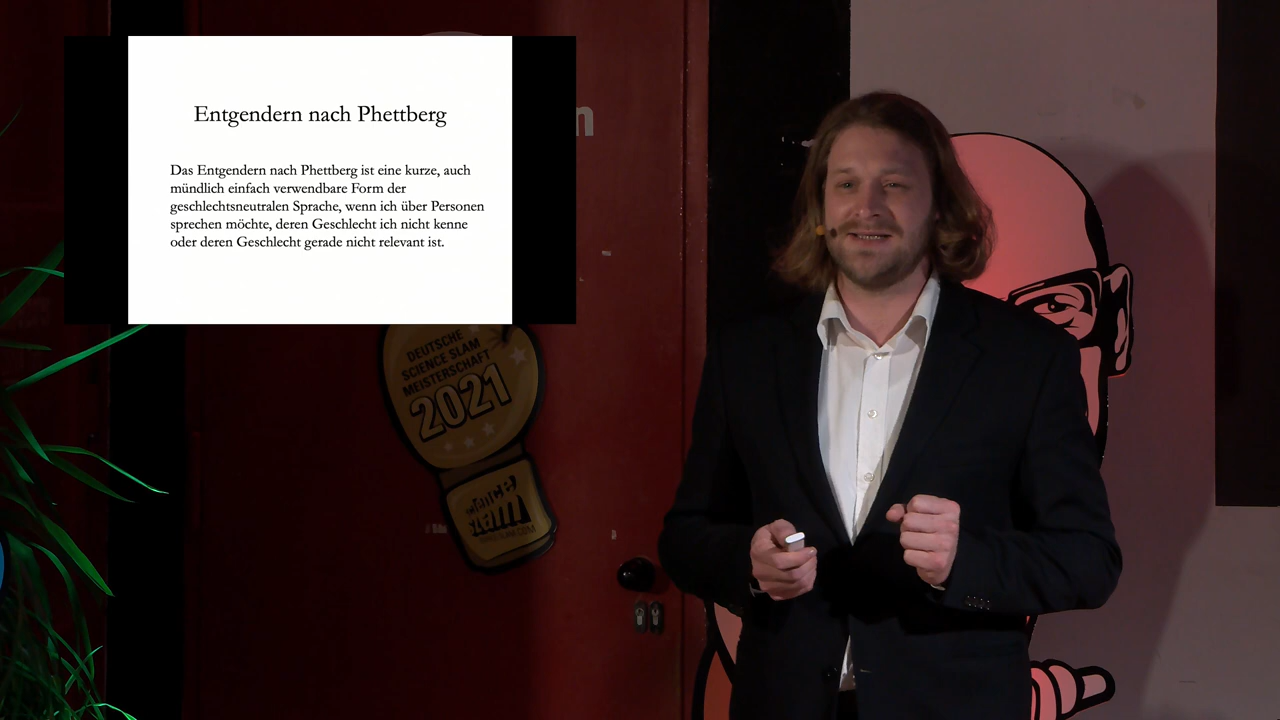 Entgendern nach Phettberg
Das Entgendern nach Phettberg ist eine kurze, auch
mündlich einfach verwendbare Form der
geschlechtsneutralen Sprache, wenn ich über Personen
sprechen möchte, deren Geschlecht ich nicht kenne
oder deren Geschlecht gerade nicht relevant ist.
DEUTSCHE
SCIENCE SLAM
MEISTERSCHAFT
2021
slam